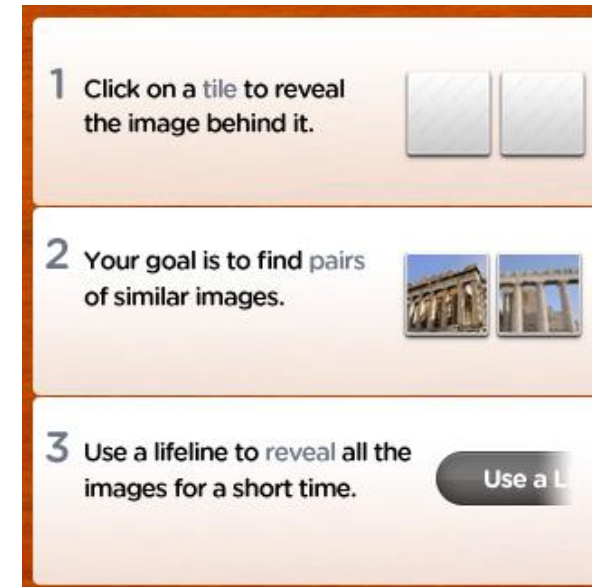 1 Click on a tile to reveal
the image behind it.
2 Your goal is to find pairs
of similar images.
3 Use a lifeline to reveal all the
images for a short time.
Use a L